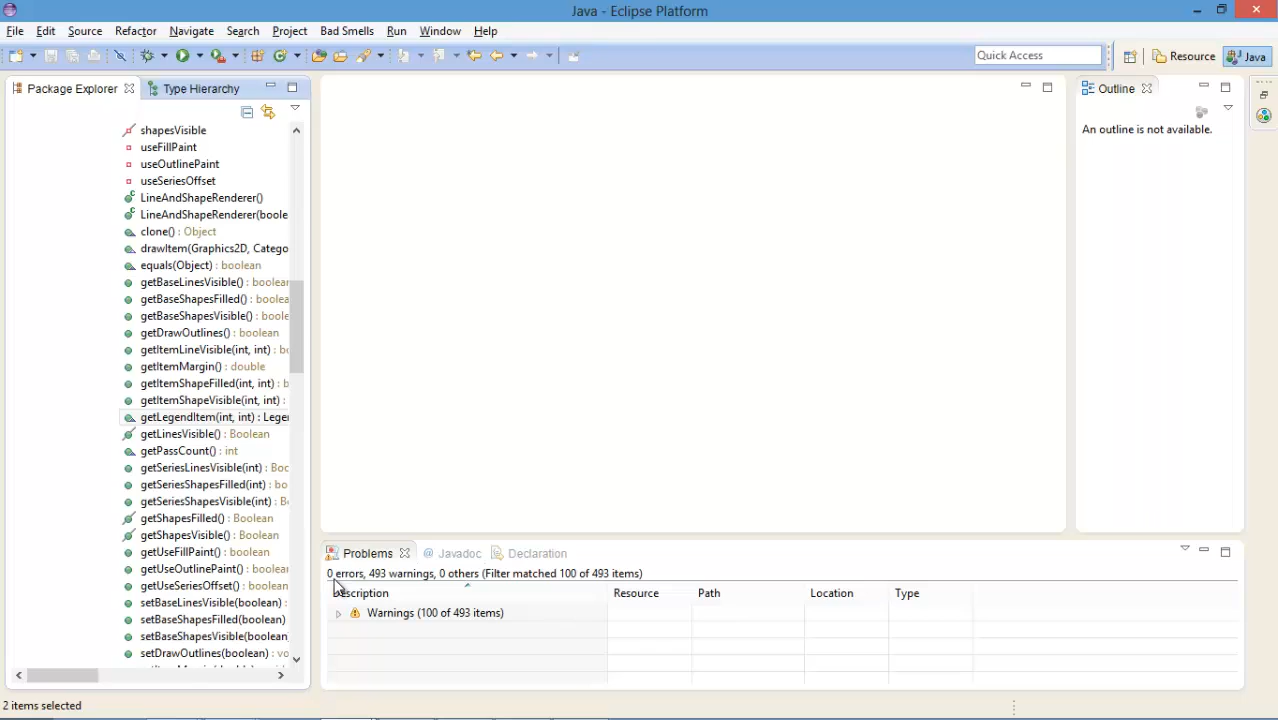 Java - Eclipse Platform
File Edit Source Refactor Navigate Search Project Bad Smells Run Window Help
Quick Access
Resource
Java
Package Explorer
Type Hierarchy
shapesVisible
useFillPaint
useOutlinePaint
useSeriesOffset
LineAndShapeRenderer()
LineAndShapeRenderer(boole
clone() : Object
drawItem(Graphics2D, Catego
equals(Object) : boolean
getBaseLinesVisible() : boolean
getBaseShapesFilled() : boolea
getBaseShapesVisible() : boole
getDrawOutlines() : boolean
getItemLineVisible(int, int) : bo
getItemMargin() : double
getItemShapeFilled(int, int) : b
getItemShapeVisible(int, int) :
getLegendItem(int, int) : Leger
getLinesVisible() : Boolean
getPassCount() : int
getSeriesLinesVisible(int) : Boc
getSeriesShapesFilled(int) : bo
getSeriesShapesVisible(int) : B
getShapesFilled() : Boolean
getShapesVisible() : Boolean
getUseFillPaint() : boolean
getUseOutlinePaint() : boolean
getUseSeriesOffset() : boolean
setBaseLinesVisible(boolean) :
setBaseShapesFilled(boolean)
setBaseShapesVisible(boolean
setDrawOutlines(boolean) : vo
Outline
An outline is not available.
Problems
@ Javadoc
Declaration
0 errors, 493 warnings, 0 others (Filter matched 100 of 493 items)
Description Resource Path Location Type
Warnings (100 of 493 items)
2 items selected